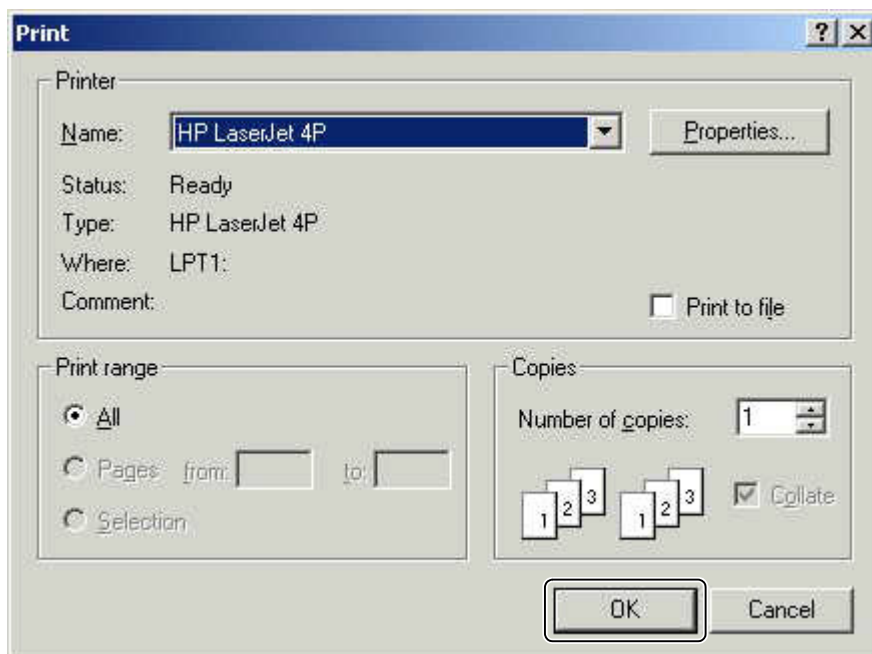 Print
Printer
Name: HP LaserJet 4P Properties...
Status: Ready
Type: HP LaserJet 4P
Where: LPT1:
Comment:
Print to file
Print range
All
Pages from: to:
Selection
Copies
Number of copies: 1
1 2 3 1 2 3 Collate
OK Cancel